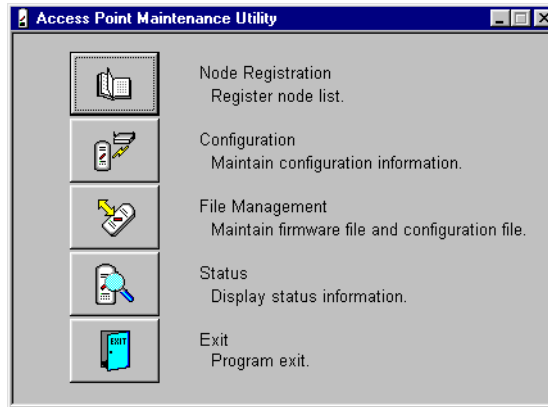 Access Point Maintenance Utility
Node Registration
Register node list.
Configuration
Maintain configuration information.
File Management
Maintain firmware file and configuration file.
Status
Display status information.
EXIT
Exit
Program exit.